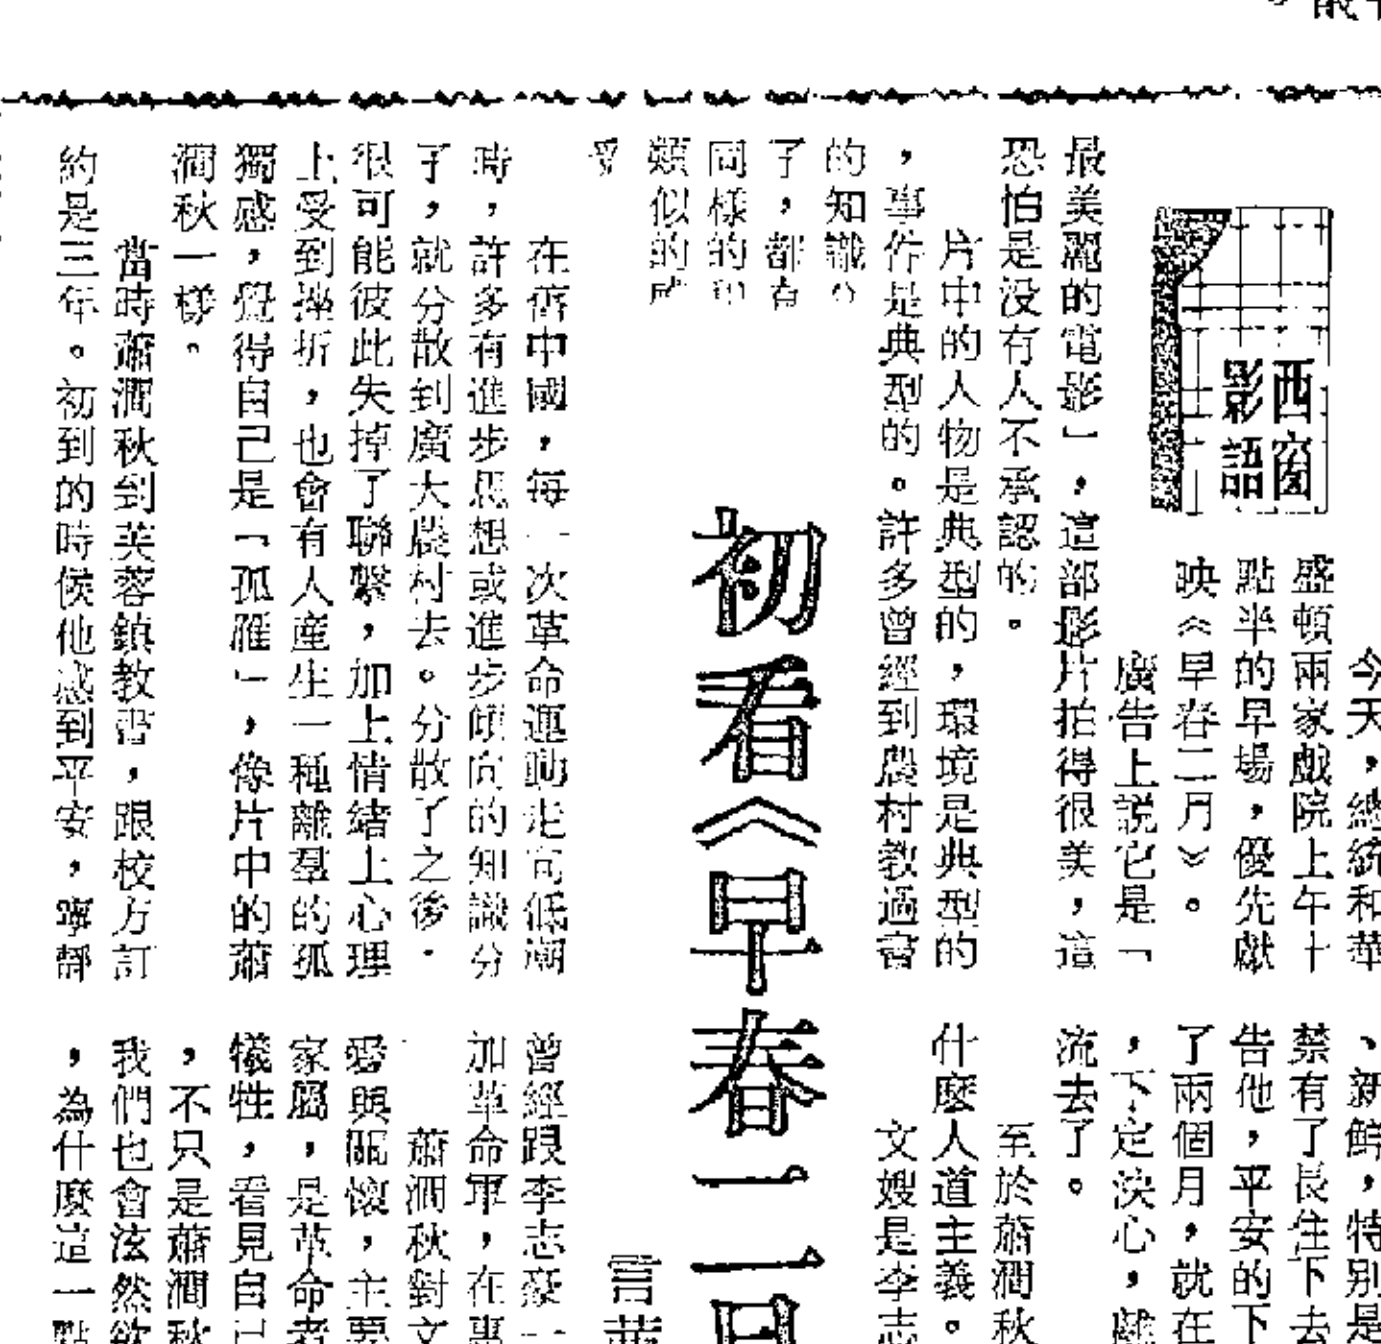 西窗
影語
初看《早春二月
今天，總統和華
盛頓兩家戲院上午十
點半的早場，優先獻
映《早春二月》。
廣告上説它是「
最美麗的電影」，這部影片拍得很美，這
恐怕是没有人不承認的。
片中的人物是典型的，環境是典型的
，事件是典型的。許多曾經到農村教過書
的知識
了，都有
同樣的
類似的
在舊中國，每一次革命運動走向低潮
時，許多有進步思想或進步傾向的知識分
子，就分散到廣大農村去。分散了之後，
很可能彼此失掉了聯繫，加上情緒上心理
上受到挫折，也會有人産生一種離羣的孤
獨感，覺得自己是「孤雁」，像片中的蕭
澗秋一樣。
當時蕭澗秋到芙蓉鎮教書，跟校方訂
約是三年。初到的時候他感到平安，寧靜
、新鮮，特别是
禁有了長住下去
告他，平安的下
了兩個月，就在
，下定決心，離
流去了。
至於蕭澗秋
什麼人道主義。
文嫂是李志
言
曾經跟李志豪一
加革命軍，在
蕭澗秋對文
愛與關懷，主要
家屬，是革命者
犧牲，看見自己
，不只是蕭澗秋
我們也會泫然欲
，為什麼這一點